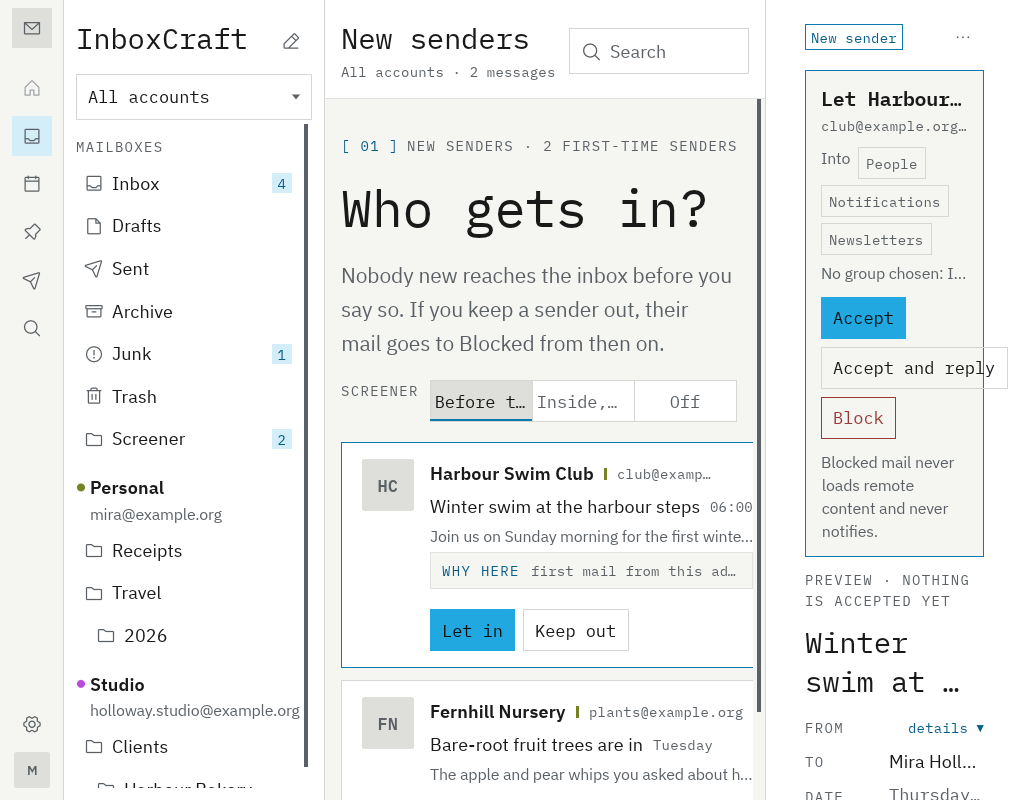 InboxCraft
All accounts
MAILBOXES
Inbox 4
Drafts
Sent
Archive
Junk 1
Trash
Screener 2
Personal
mira@example.org
Receipts
Travel
2026
Studio
holloway.studio@example.org
Clients
Harbour Bakery
M
New senders
All accounts · 2 messages
Search
[ 01 ] NEW SENDERS · 2 FIRST-TIME SENDERS
Who gets in?
Nobody new reaches the inbox before you
say so. If you keep a sender out, their
mail goes to Blocked from then on.
SCREENER Before t… Inside,… Off
HC
Harbour Swim Club club@examp…
Winter swim at the harbour steps 06:00
Join us on Sunday morning for the first winte…
WHY HERE first mail from this ad…
Let in Keep out
FN
Fernhill Nursery plants@example.org
Bare-root fruit trees are in Tuesday
The apple and pear whips you asked about h…
New sender …
Let Harbour…
club@example.org…
Into People
Notifications
Newsletters
No group chosen: I…
Accept
Accept and reply
Block
Blocked mail never
loads remote
content and never
notifies.
PREVIEW · NOTHING
IS ACCEPTED YET
Winter
swim at …
FROM details ▼
TO Mira Holl…
DATE Thursday…